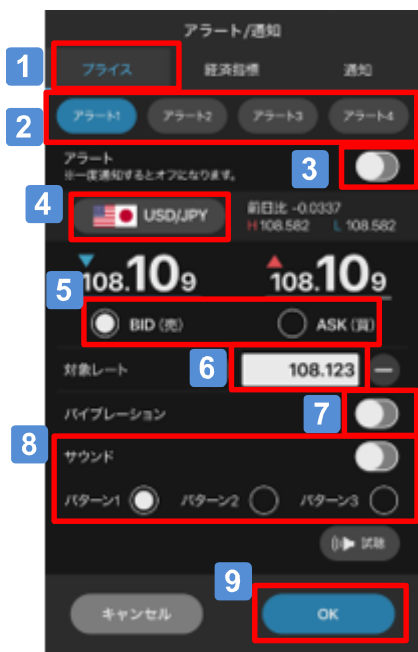 アラート/通知
1
プライス 経済指標 通知
2
アラート1 アラート2 アラート3 アラート4
アラート
※一度通知するとオフになります。
3
4
USD/JPY
前日比 -0.0337
H 108.582 L 108.582
108.109 108.109
5
BID (売) ASK (買)
対象レート 6 108.123
バイブレーション 7
8
サウンド
パターン1 パターン2 パターン3
試聴
9
キャンセル OK